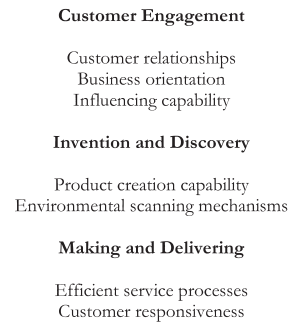 Customer Engagement
Customer relationships
Business orientation
Influencing capability
Invention and Discovery
Product creation capability
Environmental scanning mechanisms
Making and Delivering
Efficient service processes
Customer responsiveness